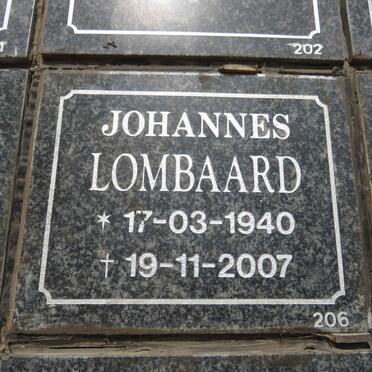 202
JOHANNES
LOMBAARD
* 17-03-1940
† 19-11-2007
206